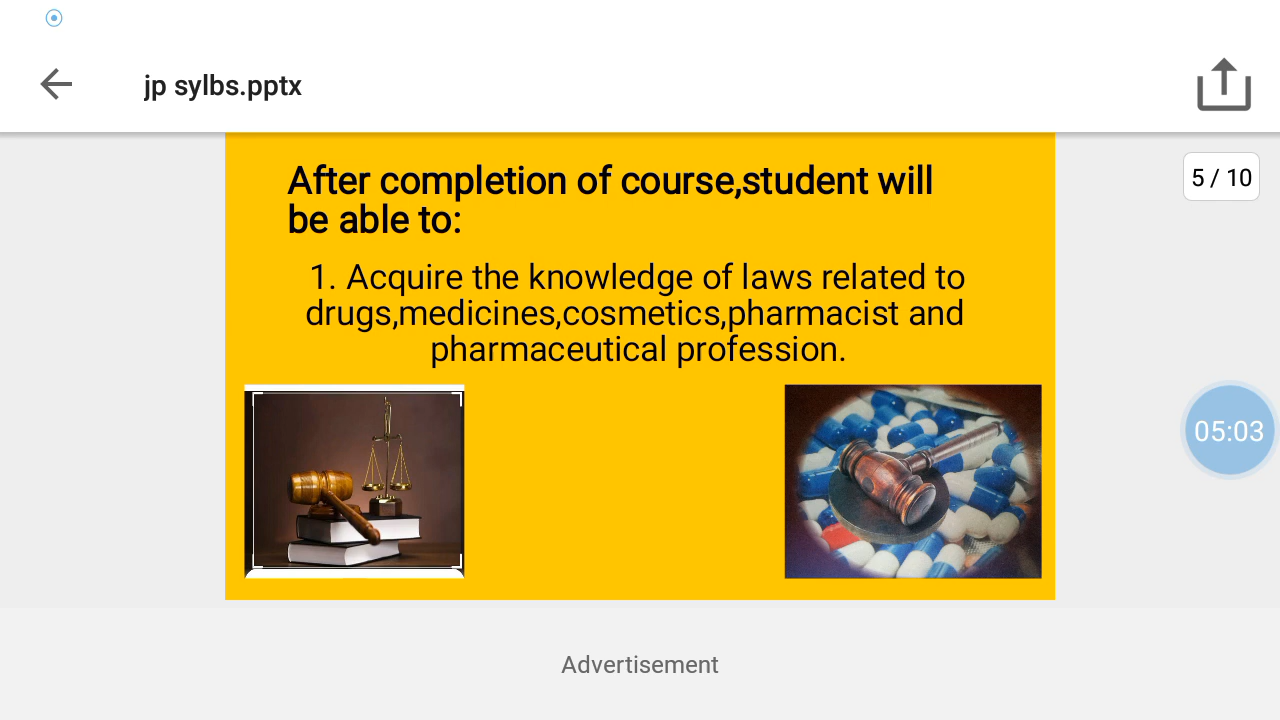 jp sylbs.pptx
After completion of course,student will
be able to:
5 / 10
1. Acquire the knowledge of laws related to
drugs,medicines,cosmetics,pharmacist and
pharmaceutical profession.
05:03
Advertisement